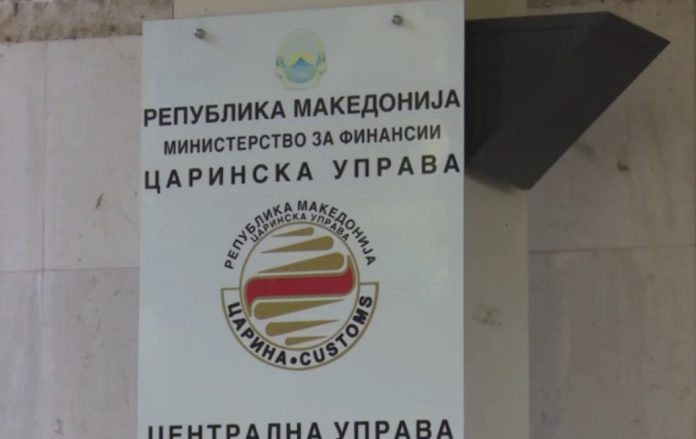 РЕПУБЛИКА МАКЕДОНИЈА
МИНИСТЕРСТВО ЗА ФИНАНСИИ
ЦАРИНСКА УПРАВА
РЕПУБЛИКА МАКЕДОНИЈА
ЦАРИНСКА УПРАВА
ЦАРИНА • CUSTOMS
ЦЕНТРАЛНА УПРАВА